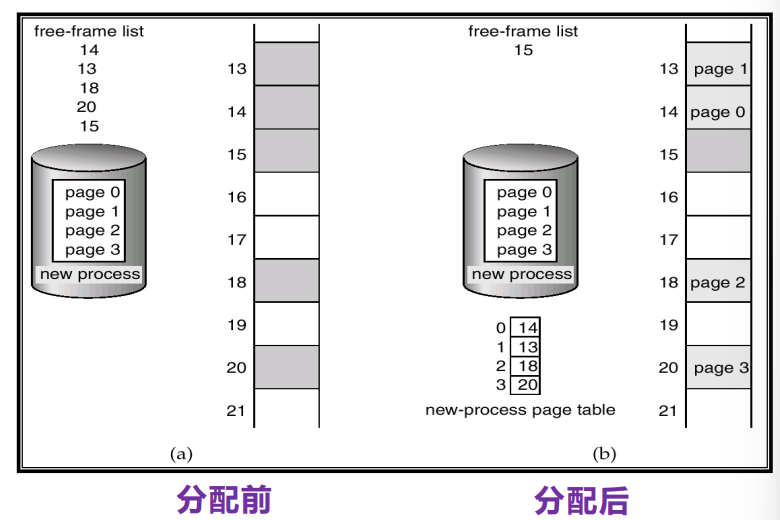 free-frame list
14
13
18
20
15
page 0
page 1
page 2
page 3
new process
13
14
15
16
17
18
19
20
21
(a)
free-frame list
15
page 0
page 1
page 2
page 3
new process
0 14
1 13
2 18
3 20
new-process page table
13 page 1
14 page 0
15
16
17
18 page 2
19
20 page 3
21
(b)
分配前
分配后